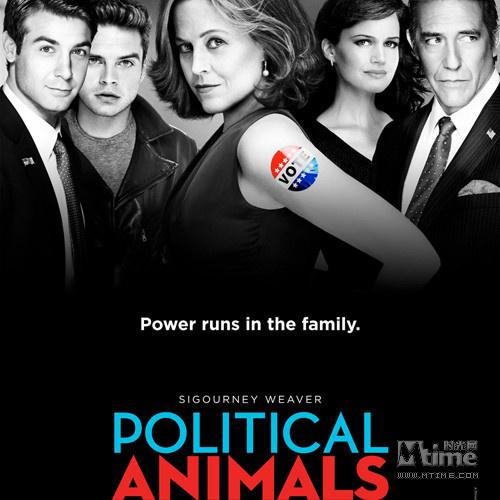 VOTE
Power runs in the family.
SIGOURNEY WEAVER
POLITICAL
ANIMALS
Mtime 时光网
WWW.MTIME.COM